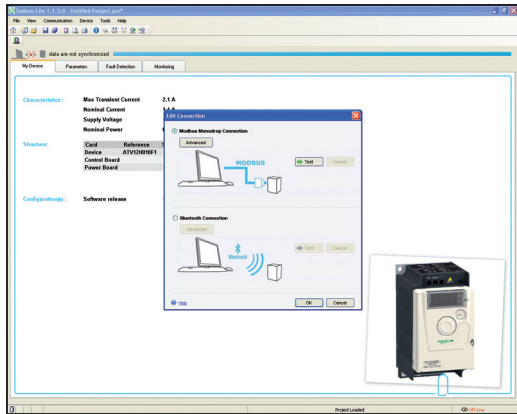 SoMove Lite 1.1.5.0 - Untitled Project.psx*
File View Communication Device Tools Help
data are not synchronized
My Device Parameters Fault Detection Monitoring
Characteristics : Max Transient Current 2.1 A
Nominal Current
Supply Voltage
Nominal Power
Structure: Card Reference
Device ATV12H018F1
Control Board
Power Board
Configuration(s) : Software release
Edit Connection
Modbus Monodrop Connection
Advanced
MODBUS
Test Cancel
Bluetooth Connection
Advanced
Bluetooth
Test Cancel
Help
OK Cancel
Project Loaded Off-Line